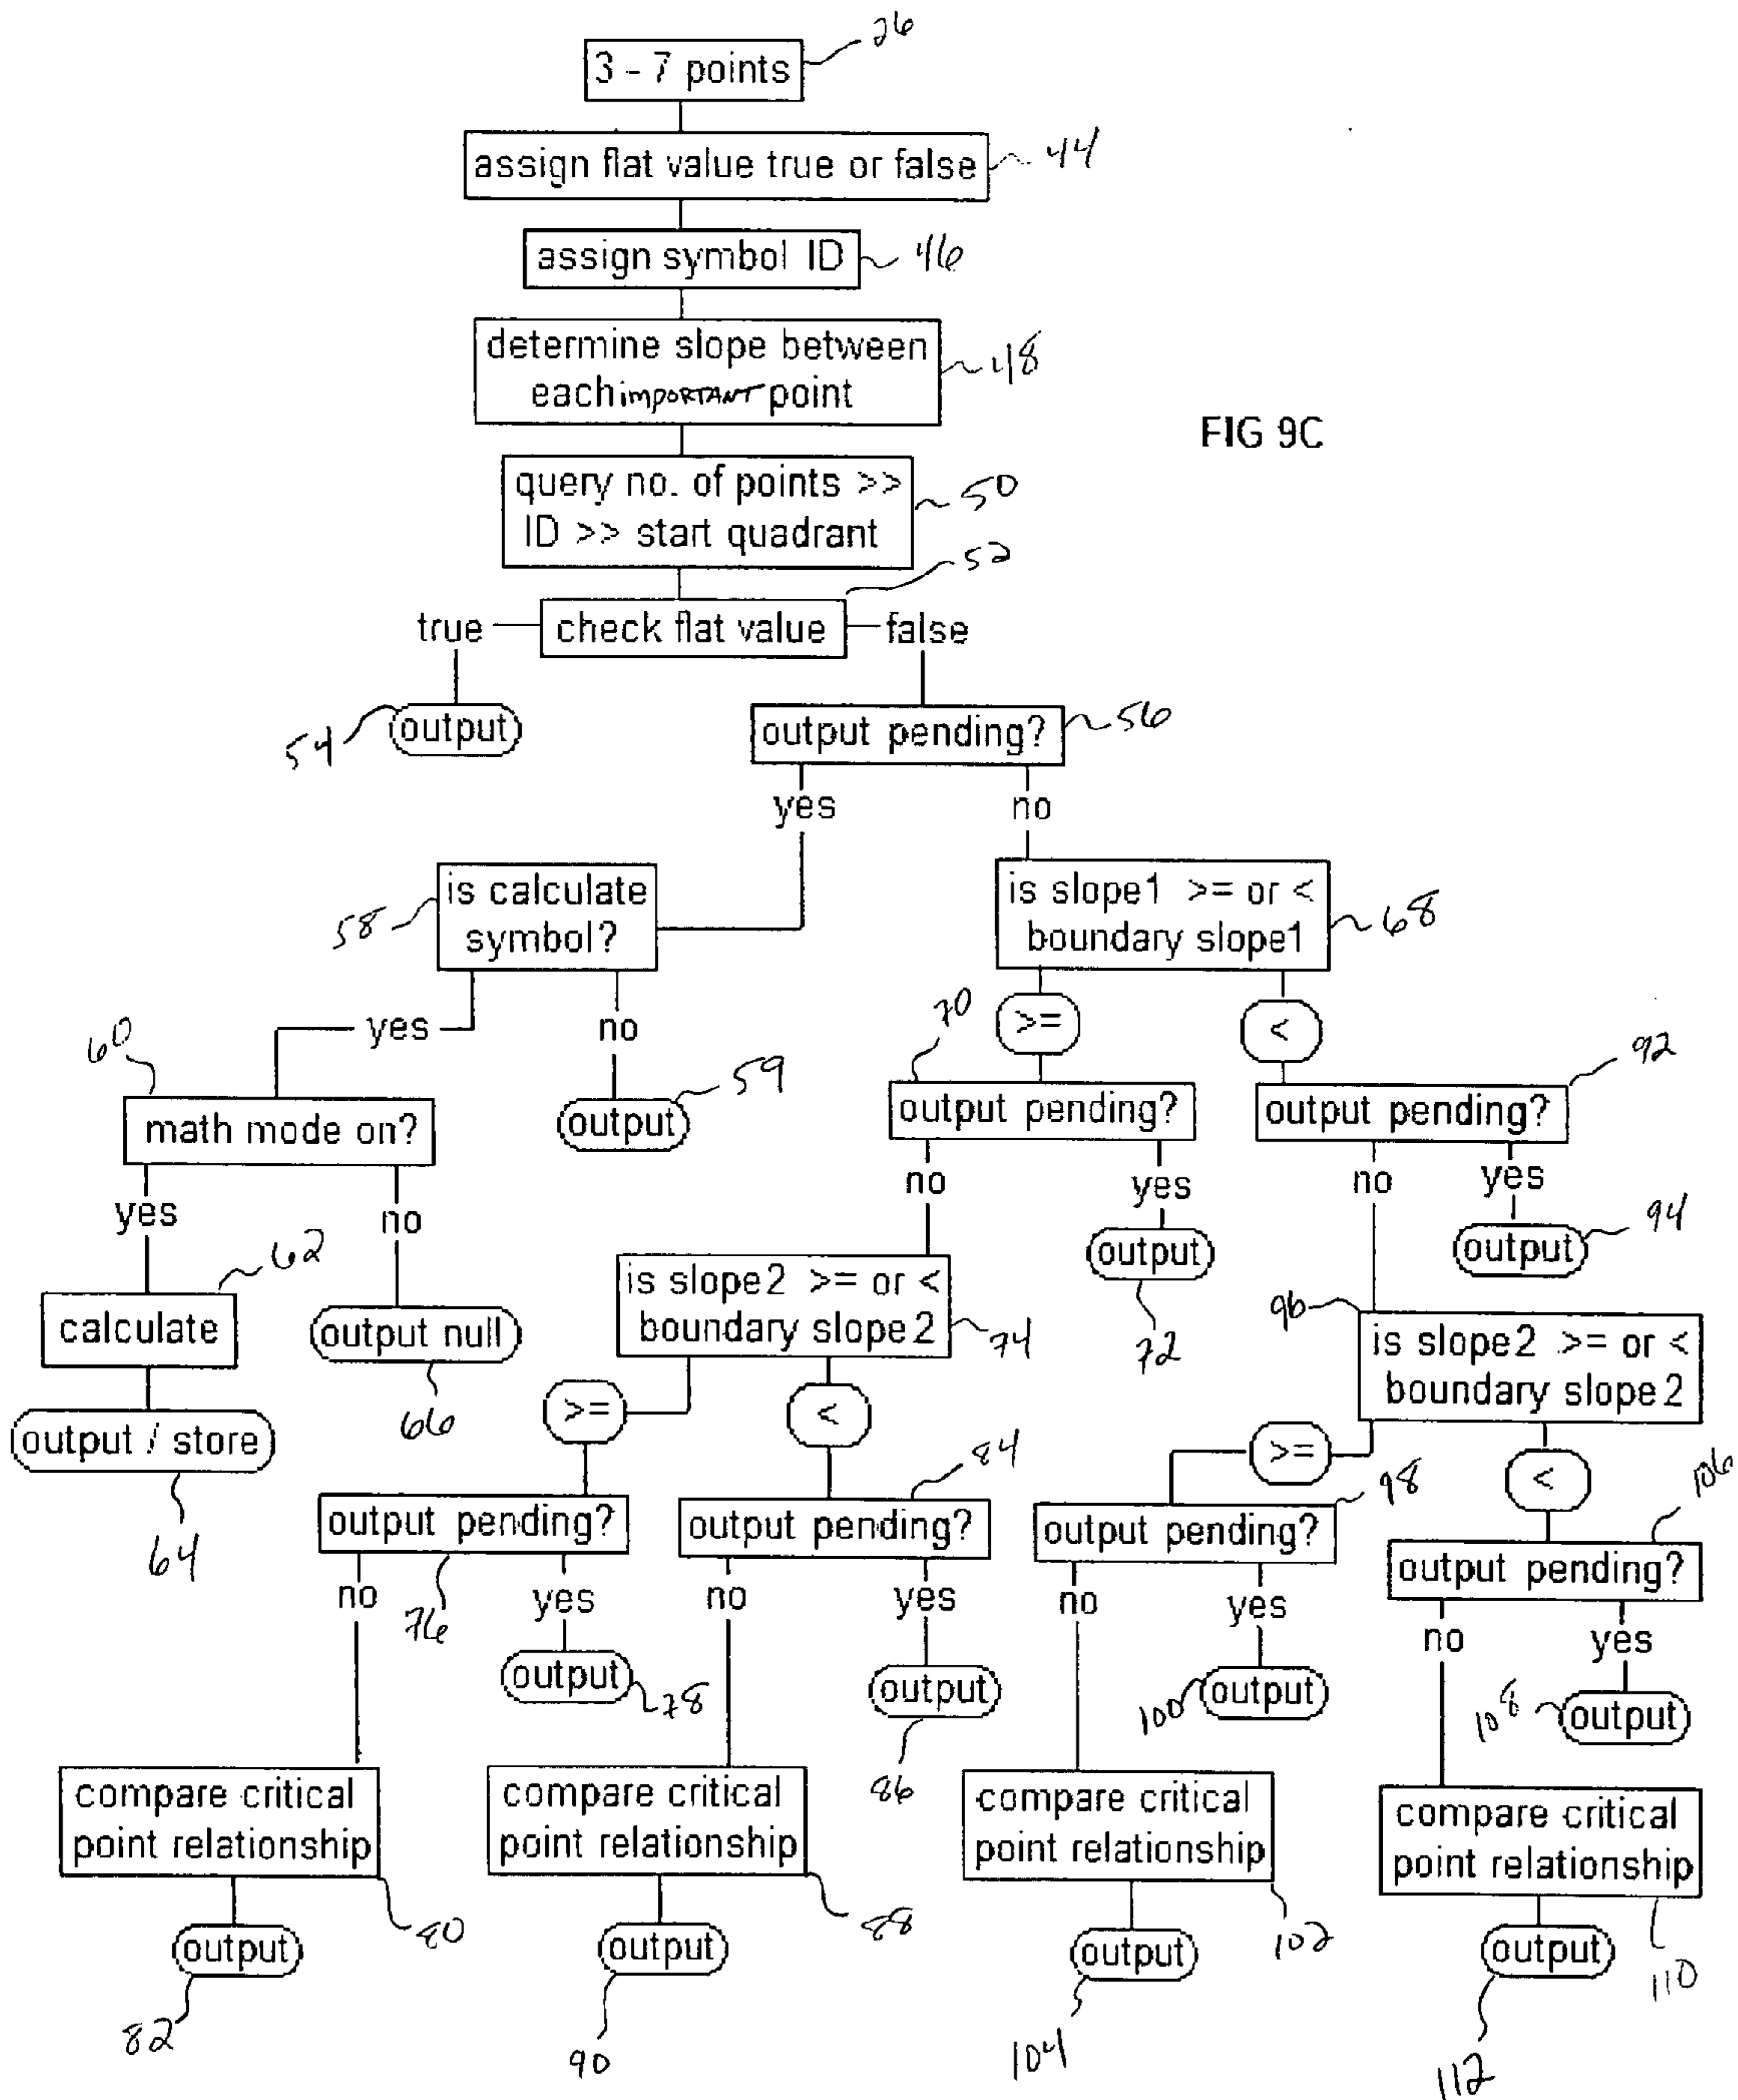 26
3 - 7 points
assign flat value true or false
44
assign symbol ID
46
determine slope between
each important point
48
FIG 9C
query no. of points >>
ID >> start quadrant
50
52
true
check flat value
false
54
output
output pending?
56
yes
no
is calculate
symbol?
58
is slope1 >= or <
boundary slope1
68
yes
no
70
>=
<
92
60
math mode on?
59
output
output pending?
output pending?
yes
no
no
yes
no
yes
62
94
output
output
calculate
output null
is slope2 >= or <
boundary slope2
74
72
96
is slope2 >= or <
boundary slope2
66
output / store
>=
<
>=
<
84
98
106
64
output pending?
output pending?
output pending?
output pending?
76
no
yes
no
yes
no
yes
no
yes
output
78
output
86
100
output
108
output
compare critical
point relationship
compare critical
point relationship
compare critical
point relationship
compare critical
point relationship
80
88
102
110
output
output
output
output
82
90
104
112